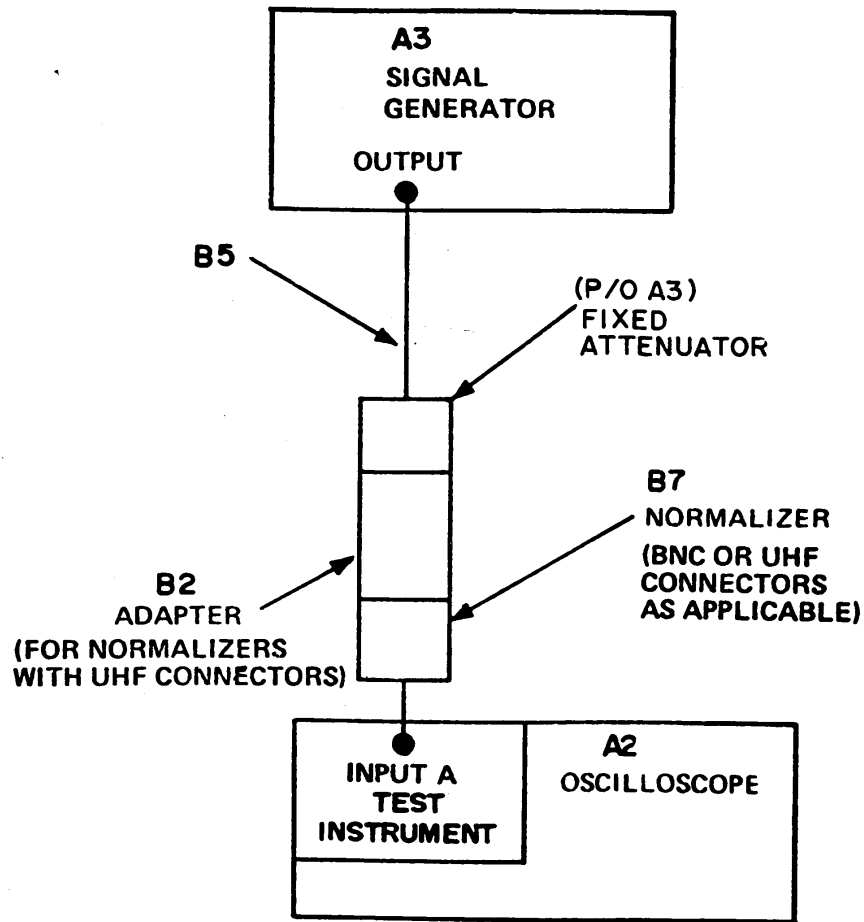 A3
SIGNAL
GENERATOR
OUTPUT
B5
(P/O A3)
FIXED
ATTENUATOR
B7
NORMALIZER
(BNC OR UHF
CONNECTORS
AS APPLICABLE)
B2
ADAPTER
(FOR NORMALIZERS
WITH UHF CONNECTORS)
INPUT A
TEST
INSTRUMENT
A2
OSCILLOSCOPE